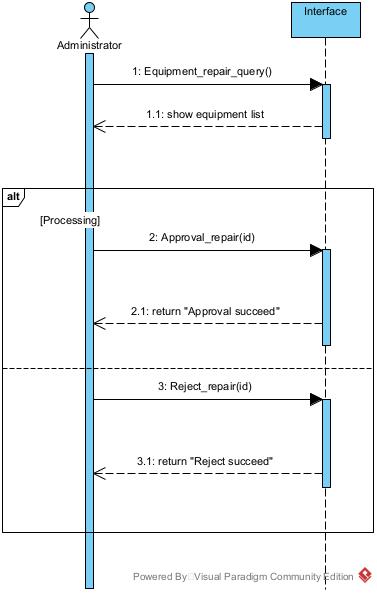 Interface
Administrator
1: Equipment_repair_query()
1.1: show equipment list
alt
[Processing]
2: Approval_repair(id)
2.1: return "Approval succeed"
3: Reject_repair(id)
3.1: return "Reject succeed"
Powered By Visual Paradigm Community Edition